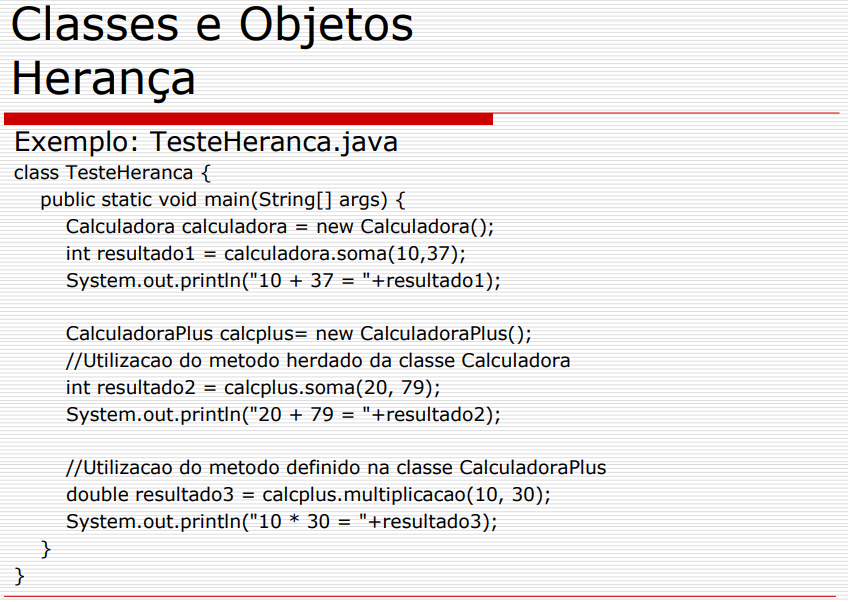 Classes e Objetos
Herança
Exemplo: TesteHeranca.java
class TesteHeranca {
public static void main(String[] args) {
Calculadora calculadora = new Calculadora();
int resultado1 = calculadora.soma(10,37);
System.out.println("10 + 37 = "+resultado1);
CalculadoraPlus calcplus= new CalculadoraPlus();
//Utilizacao do metodo herdado da classe Calculadora
int resultado2 = calcplus.soma(20, 79);
System.out.println("20 + 79 = "+resultado2);
//Utilizacao do metodo definido na classe CalculadoraPlus
double resultado3 = calcplus.multiplicacao(10, 30);
System.out.println("10 * 30 = "+resultado3);
}
}